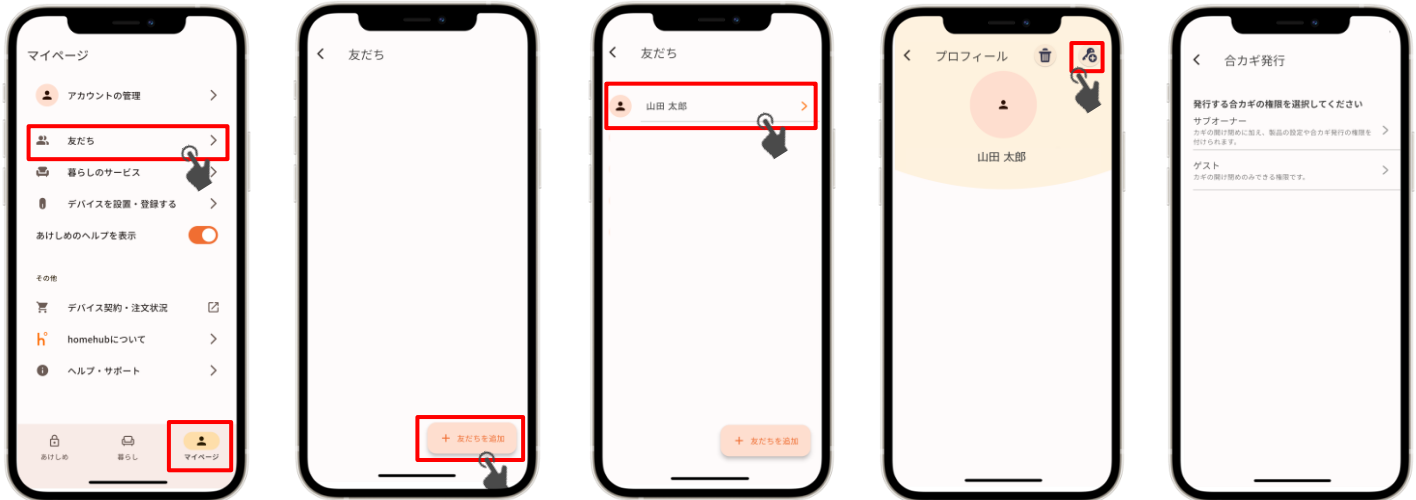 マイページ
アカウントの管理
友だち
暮らしのサービス
デバイスを設置・登録する
あけしめのヘルプを表示
その他
デバイス契約・注文状況
homehubについて
ヘルプ・サポート
あけしめ
暮らし
マイページ
友だち
+ 友だちを追加
友だち
山田 太郎
+ 友だちを追加
プロフィール
山田 太郎
合カギ発行
発行する合カギの権限を選択してください
サブオーナー
カギの開け閉めに加え、製品の設定や合カギ発行の権限を
付けられます。
ゲスト
カギの開け閉めのみできる権限です。